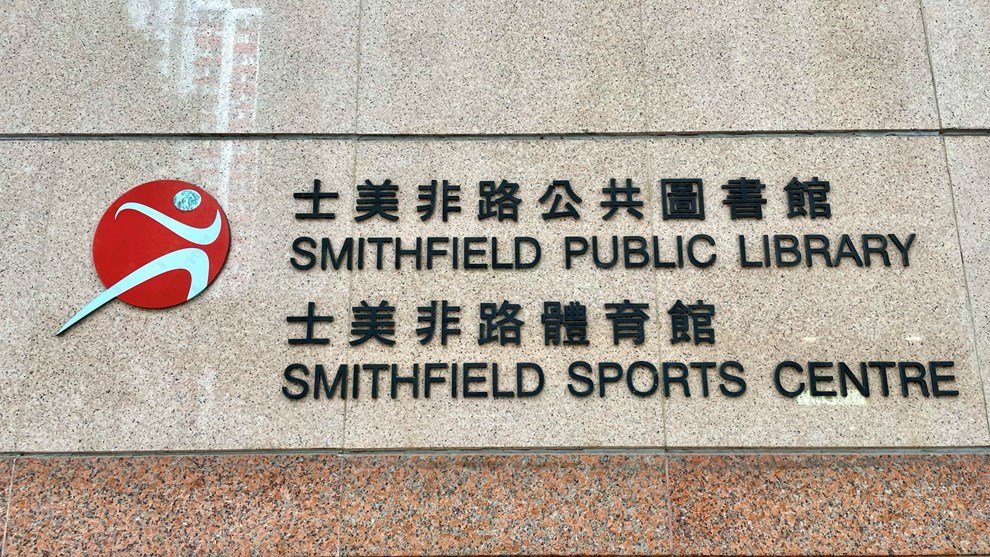 士美非路公共圖書館
SMITHFIELD PUBLIC LIBRARY
士美非路體育館
SMITHFIELD SPORTS CENTRE